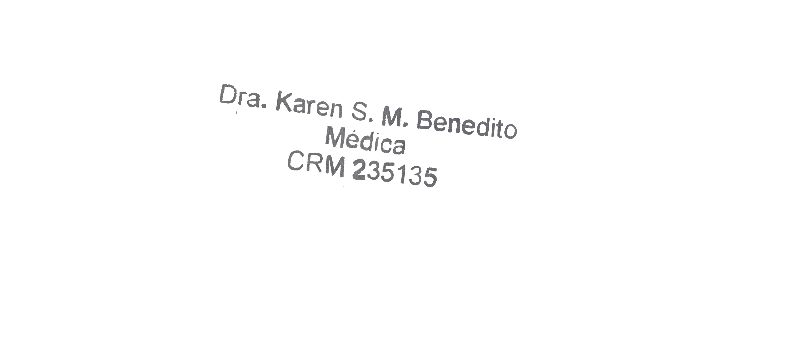 Dra. Karen S. M. Benedito
Médica
CRM 235135